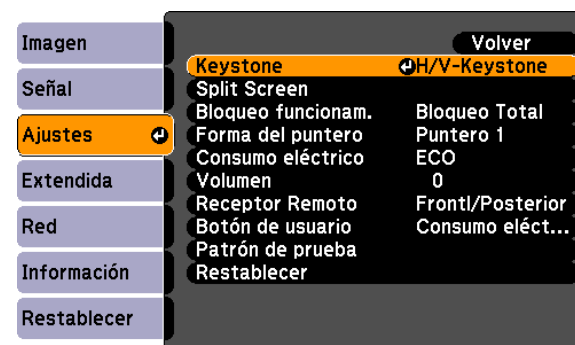 Imagen
Señal
Ajustes
Extendida
Red
Información
Restablecer
Volver
Keystone H/V-Keystone
Split Screen
Bloqueo funcionam. Bloqueo Total
Forma del puntero Puntero 1
Consumo eléctrico ECO
Volumen 0
Receptor Remoto Frontl/Posterior
Botón de usuario Consumo eléct...
Patrón de prueba
Restablecer